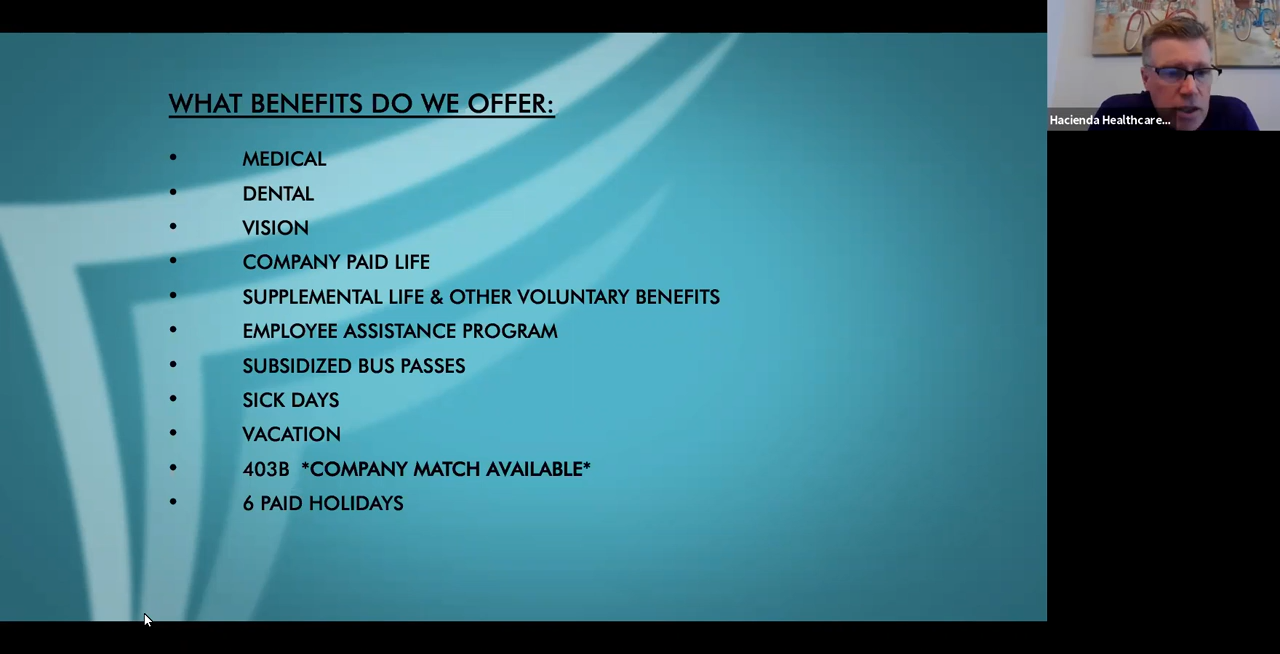 WHAT BENEFITS DO WE OFFER:
• MEDICAL
• DENTAL
• VISION
• COMPANY PAID LIFE
• SUPPLEMENTAL LIFE & OTHER VOLUNTARY BENEFITS
• EMPLOYEE ASSISTANCE PROGRAM
• SUBSIDIZED BUS PASSES
• SICK DAYS
• VACATION
• 403B *COMPANY MATCH AVAILABLE*
• 6 PAID HOLIDAYS
Hacienda Healthcare...